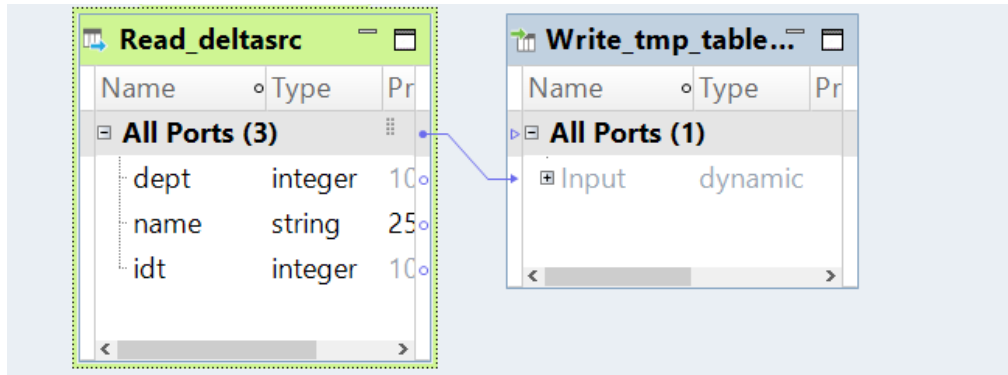 Read_deltasrc
Name Type Pr
All Ports (3)
dept integer 10
name string 25
idt integer 10
Write_tmp_table...
Name Type Pr
All Ports (1)
Input dynamic